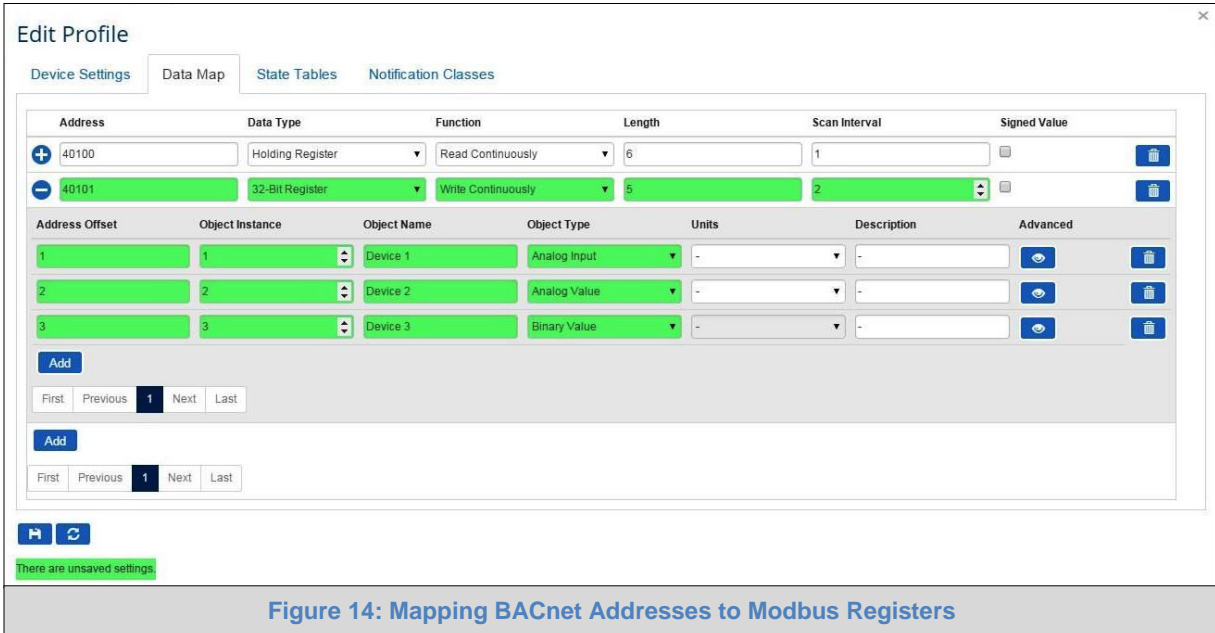 ×
Edit Profile
Device Settings Data Map State Tables Notification Classes
Address Data Type Function Length Scan Interval Signed Value
40100 Holding Register Read Continuously 6 1
40101 32-Bit Register Write Continuously 5 2
Address Offset Object Instance Object Name Object Type Units Description Advanced
1 1 Device 1 Analog Input - -
2 2 Device 2 Analog Value - -
3 3 Device 3 Binary Value - -
Add
First Previous 1 Next Last
Add
First Previous 1 Next Last
There are unsaved settings.
Figure 14: Mapping BACnet Addresses to Modbus Registers